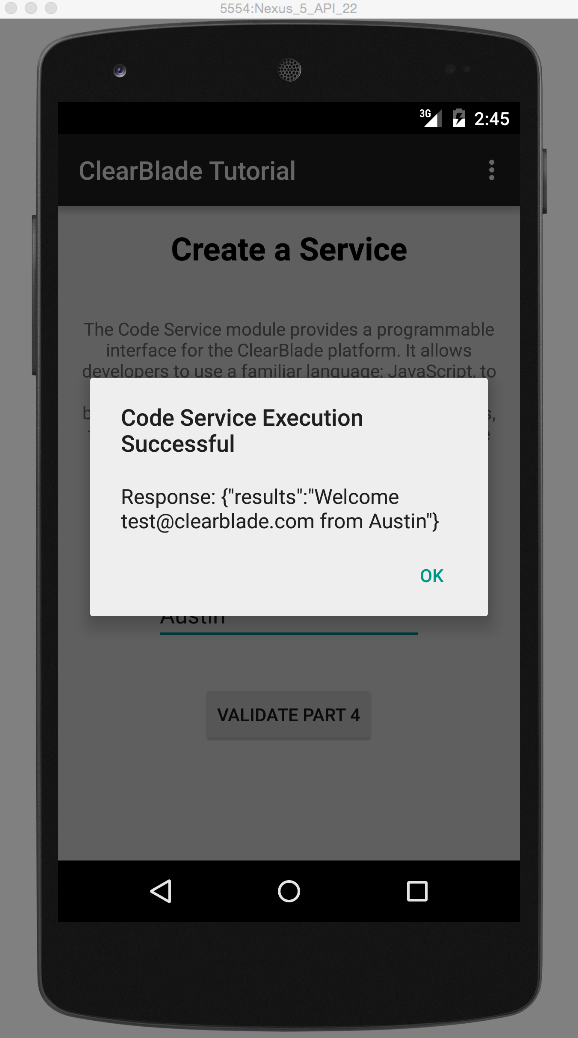 5554:Nexus_5_API_22
3G 2:45
ClearBlade Tutorial
Create a Service
The Code Service module provides a programmable
interface for the ClearBlade platform. It allows
developers to use a familiar language: JavaScript, to
Code Service Execution
Successful
Response: {"results":"Welcome
test@clearblade.com from Austin"}
OK
Austin
VALIDATE PART 4